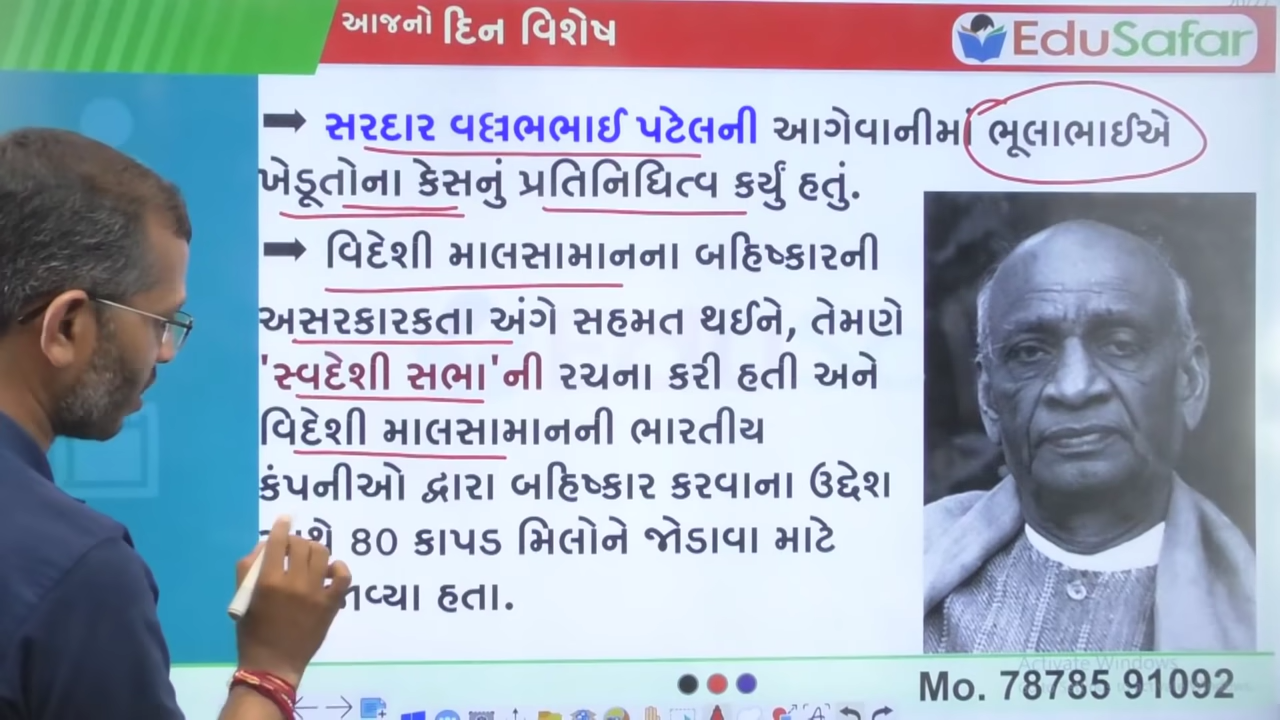 આજનો દિન વિશેષ
EduSafar
સરદાર વલ્લભભાઈ પટેલની આગેવાનીમાં ભૂલાભાઈએ
ખેડૂતોના કેસનું પ્રતિનિધિત્વ કર્યું હતું.
વિદેશી માલસામાનના બહિષ્કારની
અસરકારકતા અંગે સહમત થઈને, તેમણે
'સ્વદેશી સભા'ની રચના કરી હતી અને
વિદેશી માલસામાનની ભારતીય
કંપનીઓ દ્વારા બહિષ્કાર કરવાના ઉદ્દેશ
80 કાપડ મિલોને જોડાવા માટે
હતા.
Activate Windows
Mo. 78785 91092